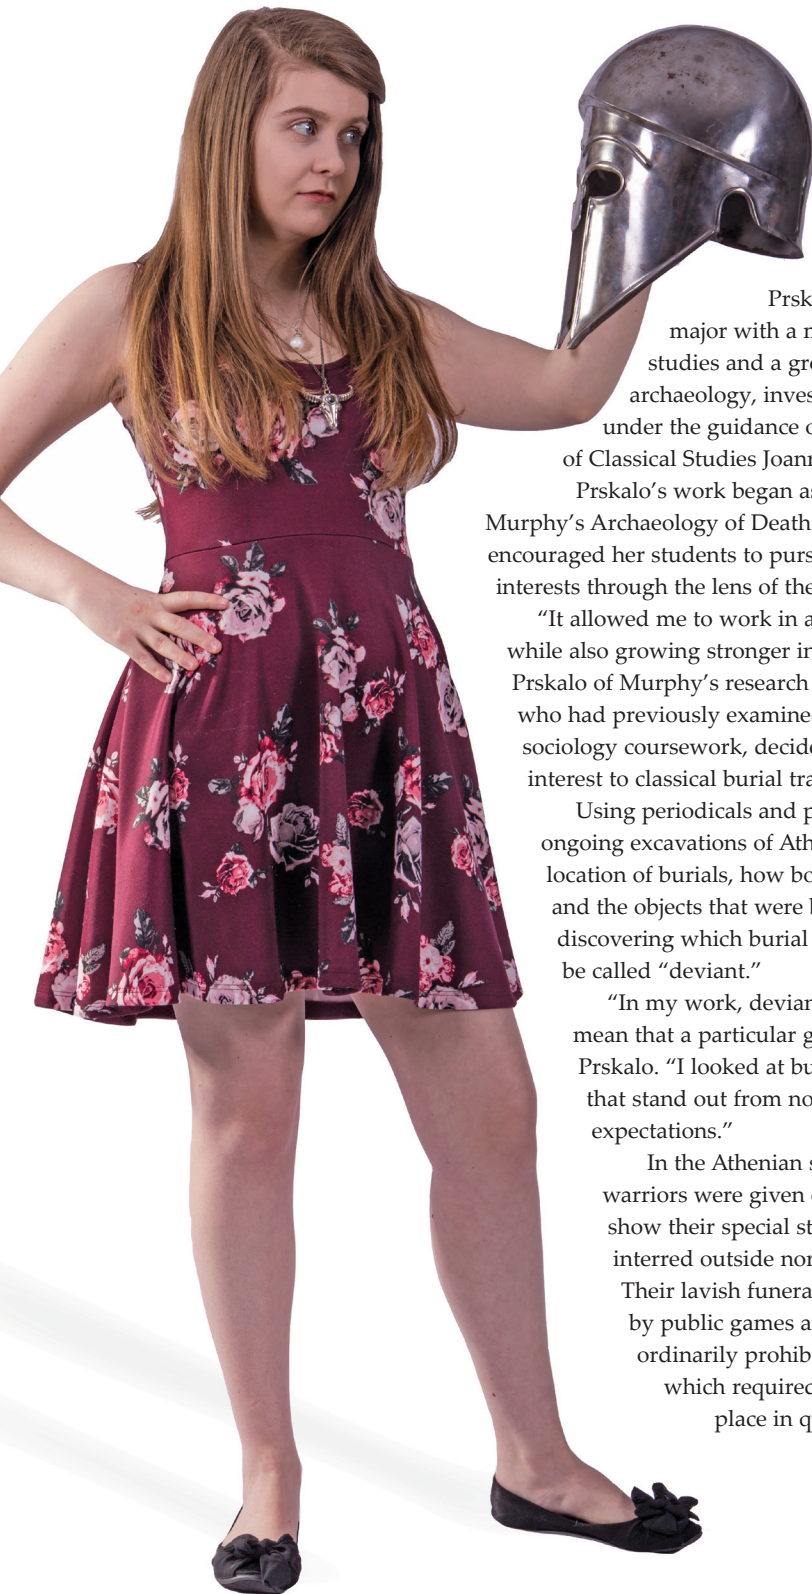 Prsk
major with a m
studies and a gre
archaeology, inves
under the guidance o
of Classical Studies Joann
Prskalo’s work began as
Murphy’s Archaeology of Death
encouraged her students to purs
interests through the lens of the
“It allowed me to work in a
while also growing stronger in
Prskalo of Murphy’s research
who had previously examine
sociology coursework, decide
interest to classical burial tra
Using periodicals and p
ongoing excavations of Ath
location of burials, how bo
and the objects that were b
discovering which burial
be called “deviant.”
“In my work, devian
mean that a particular g
Prskalo. “I looked at bu
that stand out from no
expectations.”
In the Athenian s
warriors were given
show their special st
interred outside nor
Their lavish funera
by public games a
ordinarily prohib
which required
place in q